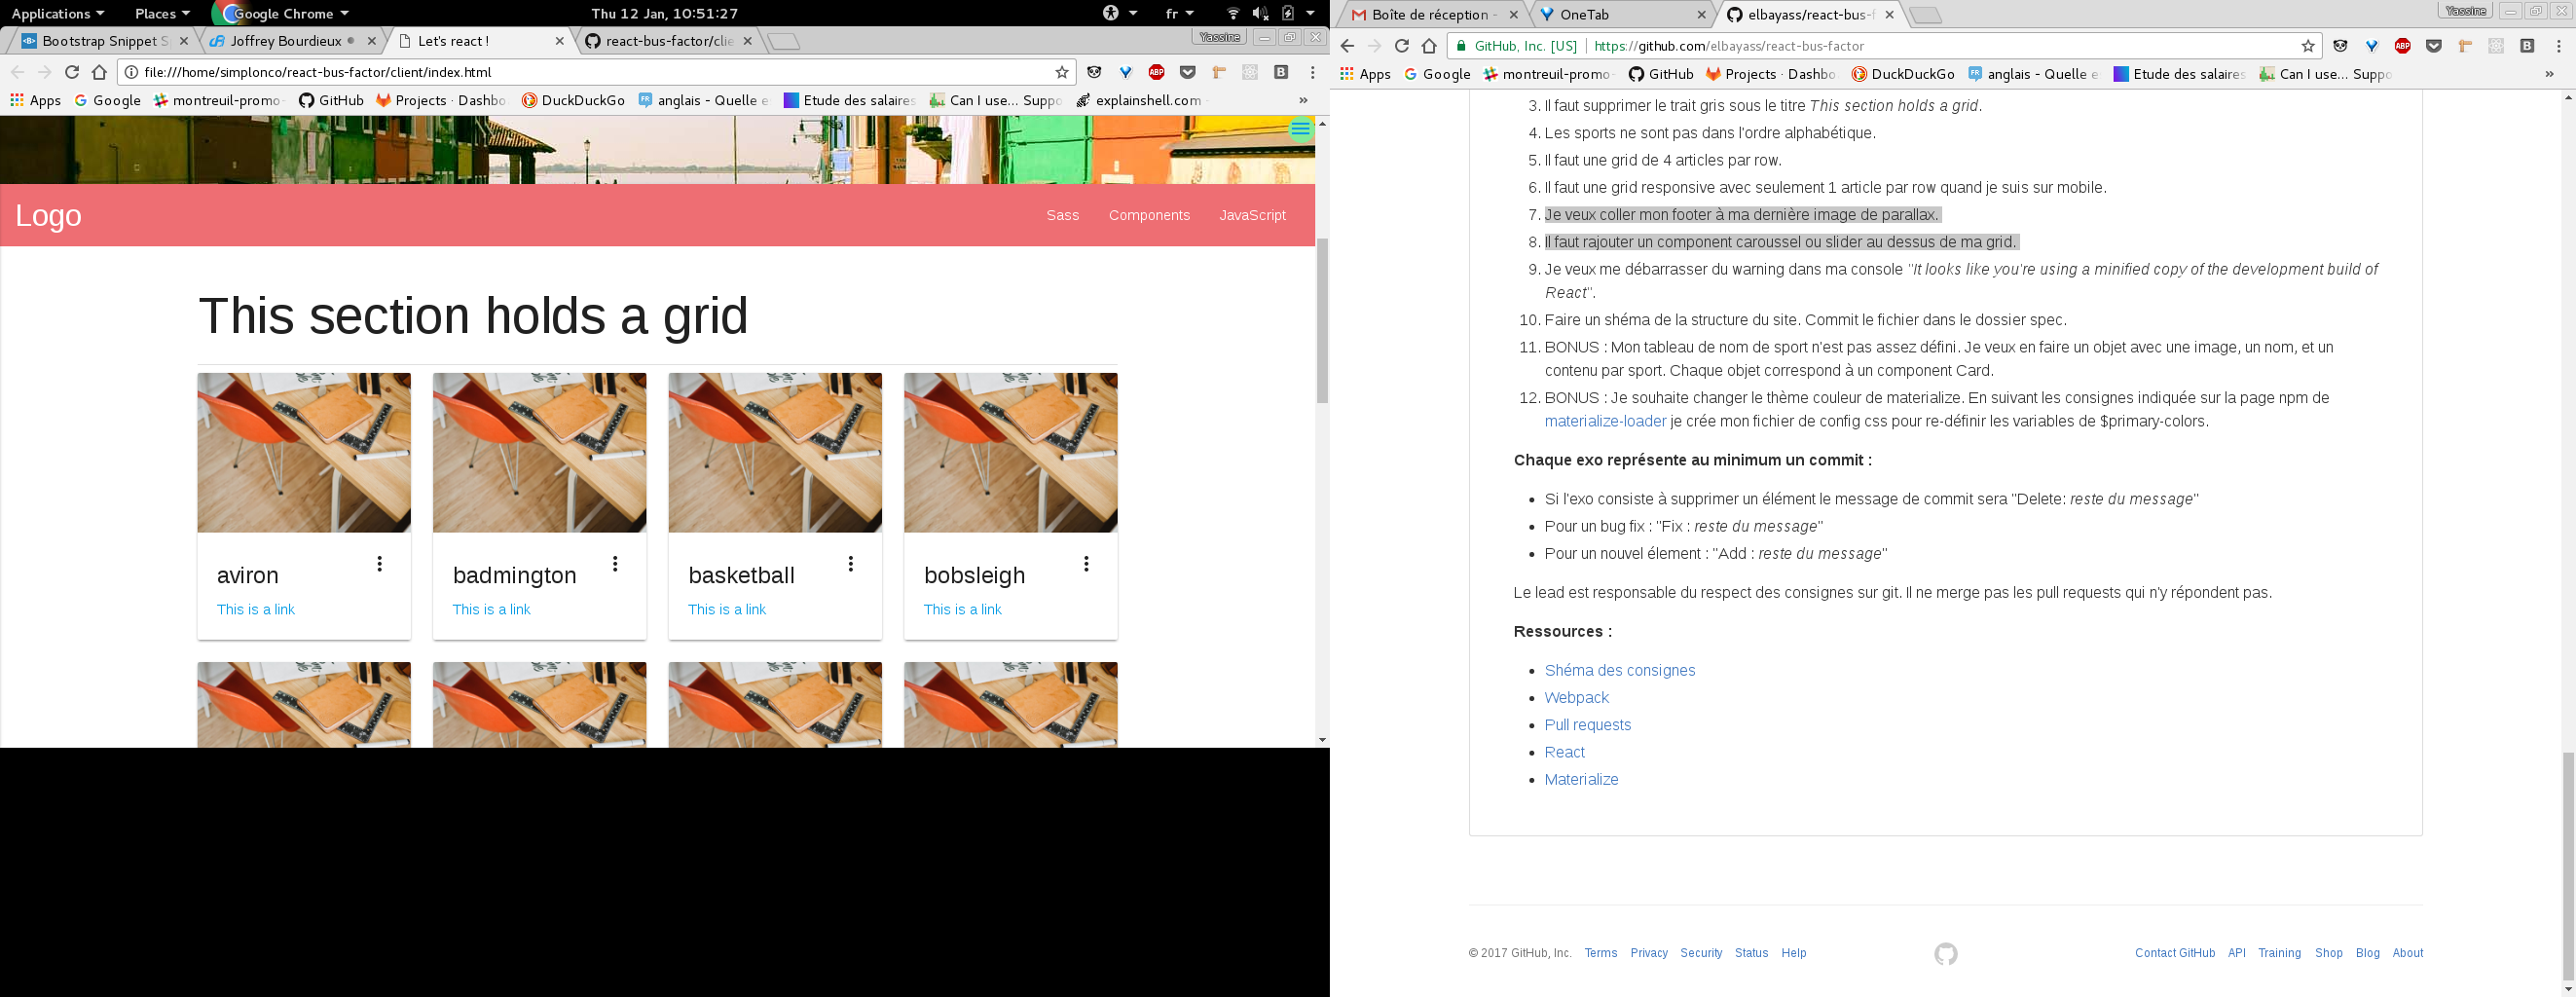 Applications
Places
Google Chrome
Thu 12 Jan, 10:51:27
fr
Bootstrap Snippet S
Joffrey Bourdieux
Let's react !
react-bus-factor/clie
Yassine
file:///home/simplonco/react-bus-factor/client/index.html
Apps
Google
montreuil-promo-
GitHub
Projects · Dashbo
DuckDuckGo
anglais - Quelle e
Etude des salaires
Can I use... Suppo
explainshell.com -
»
Logo
Sass
Components
JavaScript
This section holds a grid
aviron
This is a link
badmington
This is a link
basketball
This is a link
bobsleigh
This is a link
Boîte de réception -
OneTab
elbayass/react-bus-f
Yassine
GitHub, Inc. [US]
https://github.com/elbayass/react-bus-factor
Apps
Google
montreuil-promo-
GitHub
Projects · Dashbo
DuckDuckGo
anglais - Quelle e
Etude des salaires
Can I use... Suppo
»
3. Il faut supprimer le trait gris sous le titre This section holds a grid.
4. Les sports ne sont pas dans l'ordre alphabétique.
5. Il faut une grid de 4 articles par row.
6. Il faut une grid responsive avec seulement 1 article par row quand je suis sur mobile.
7. Je veux coller mon footer à ma dernière image de parallax.
8. Il faut rajouter un component caroussel ou slider au dessus de ma grid.
9. Je veux me débarrasser du warning dans ma console "It looks like you're using a minified copy of the development build of
React".
10. Faire un shéma de la structure du site. Commit le fichier dans le dossier spec.
11. BONUS : Mon tableau de nom de sport n'est pas assez défini. Je veux en faire un objet avec une image, un nom, et un
contenu par sport. Chaque objet correspond à un component Card.
12. BONUS : Je souhaite changer le thème couleur de materialize. En suivant les consignes indiquée sur la page npm de
materialize-loader je crée mon fichier de config css pour re-définir les variables de $primary-colors.
Chaque exo représente au minimum un commit :
• Si l'exo consiste à supprimer un élément le message de commit sera "Delete: reste du message"
• Pour un bug fix : "Fix : reste du message"
• Pour un nouvel élement : "Add : reste du message"
Le lead est responsable du respect des consignes sur git. Il ne merge pas les pull requests qui n'y répondent pas.
Ressources :
• Shéma des consignes
• Webpack
• Pull requests
• React
• Materialize
© 2017 GitHub, Inc.
Terms
Privacy
Security
Status
Help
Contact GitHub
API
Training
Shop
Blog
About